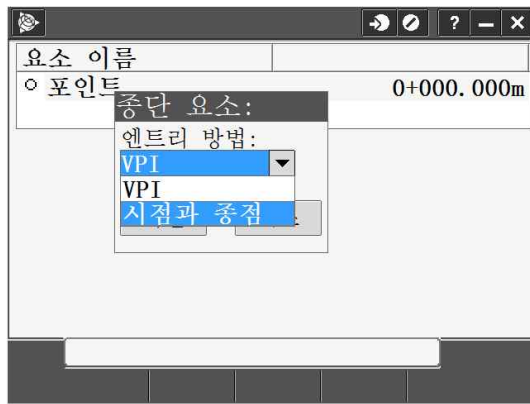 ? – X
요소 이름
포인트 0+000.000m
종단 요소:
엔트리 방법:
VPI
VPI
시점과 종점